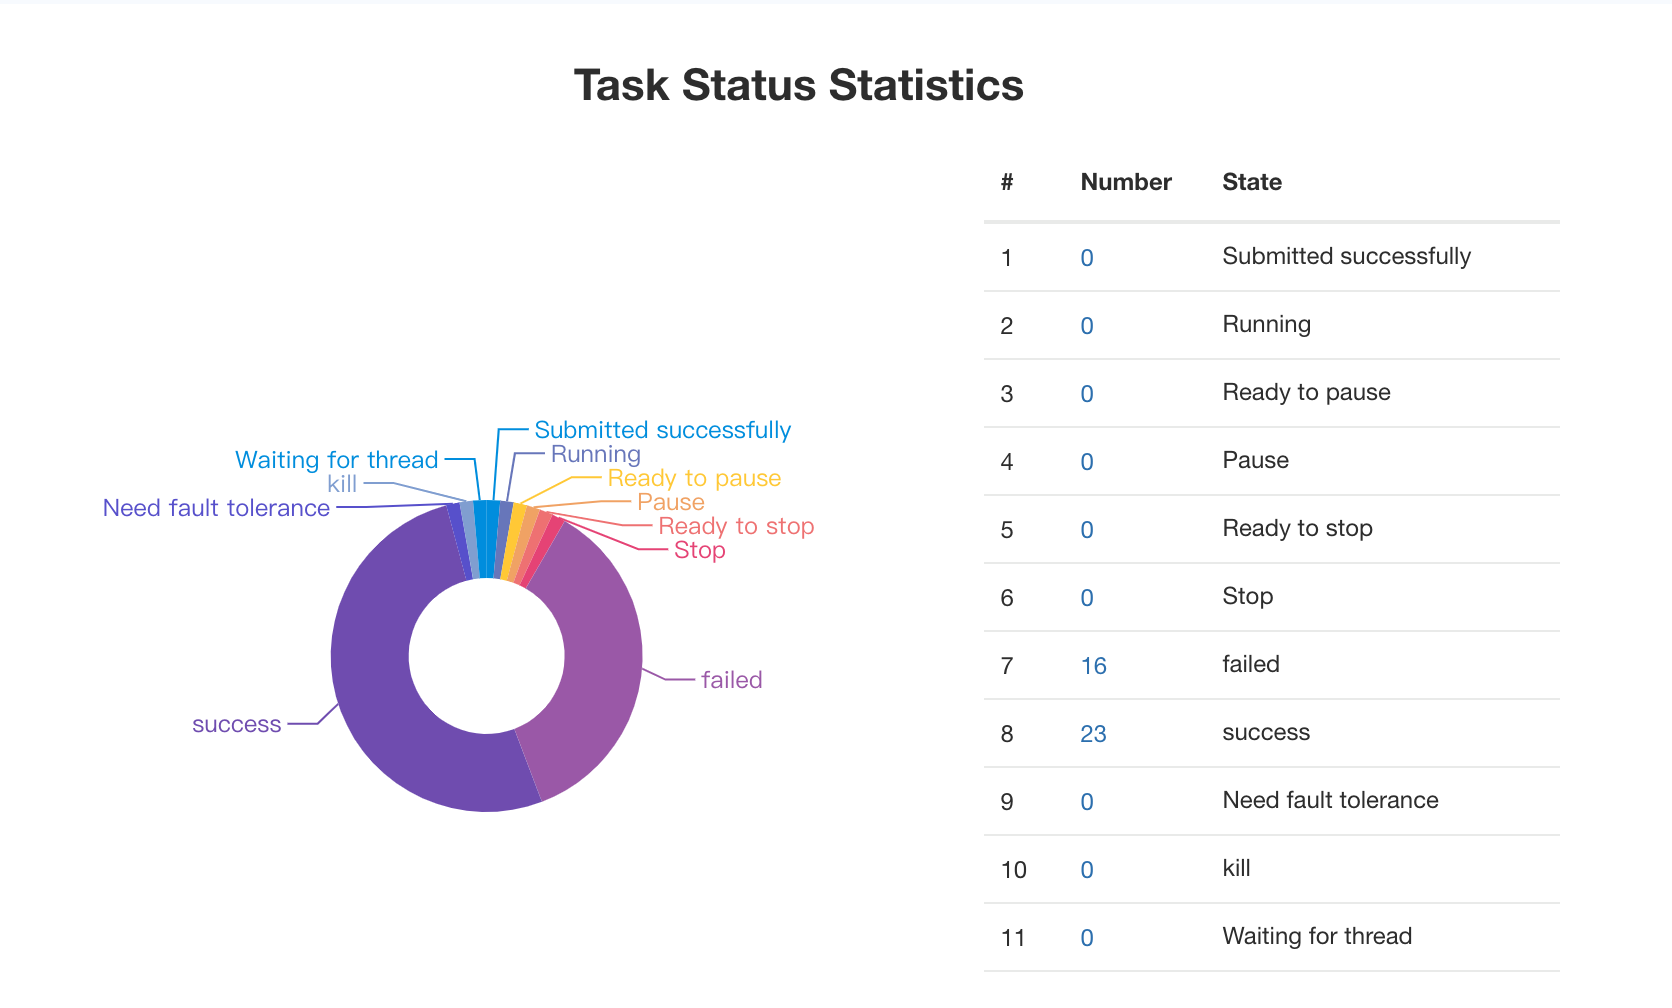 Task Status Statistics
Submitted successfully
Waiting for thread
Running
kill
Ready to pause
Need fault tolerance
Pause
Ready to stop
Stop
failed
success
# Number State
1 0 Submitted successfully
2 0 Running
3 0 Ready to pause
4 0 Pause
5 0 Ready to stop
6 0 Stop
7 16 failed
8 23 success
9 0 Need fault tolerance
10 0 kill
11 0 Waiting for thread